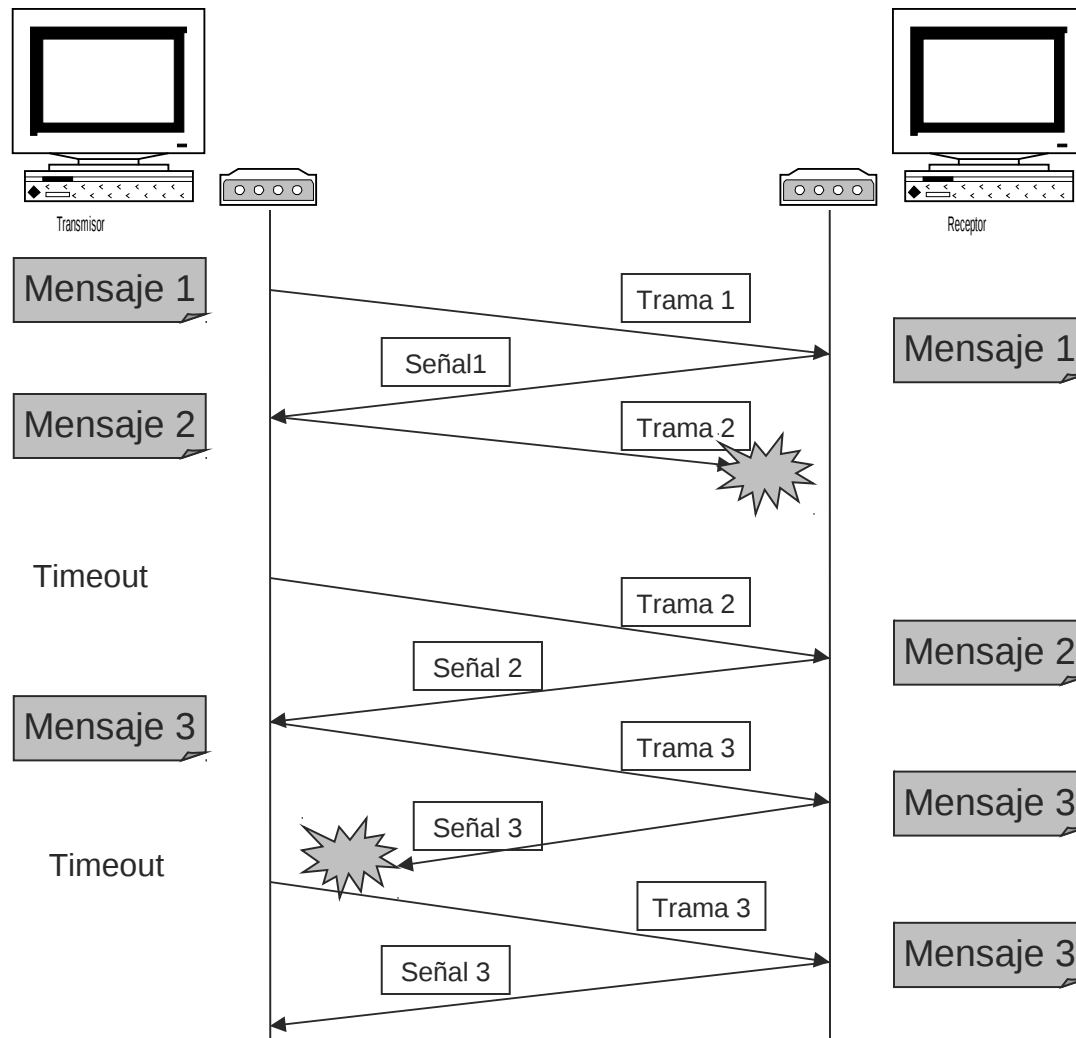 Transmisor
Receptor
Mensaje 1
Trama 1
Mensaje 1
Señal1
Mensaje 2
Trama 2
Timeout
Trama 2
Mensaje 2
Señal 2
Mensaje 3
Trama 3
Mensaje 3
Señal 3
Timeout
Trama 3
Mensaje 3
Señal 3